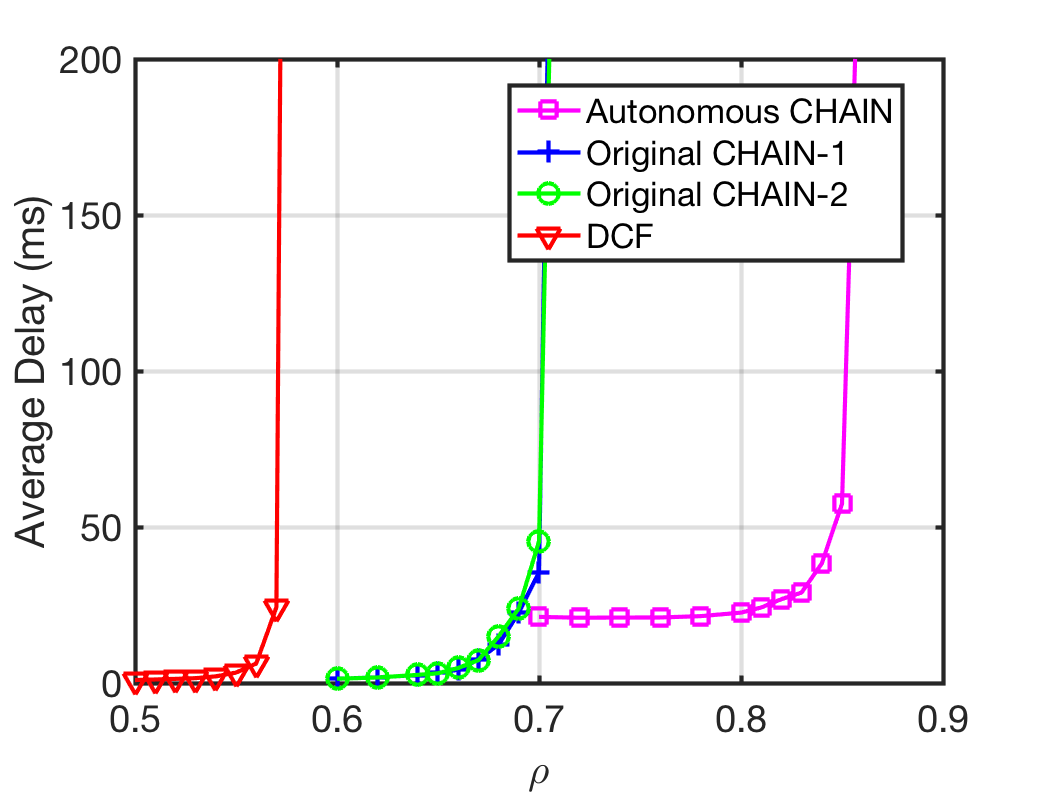 200
150
100
50
0
Average Delay (ms)
Autonomous CHAIN
Original CHAIN-1
Original CHAIN-2
DCF
0.5 0.6 0.7 0.8 0.9
ρ